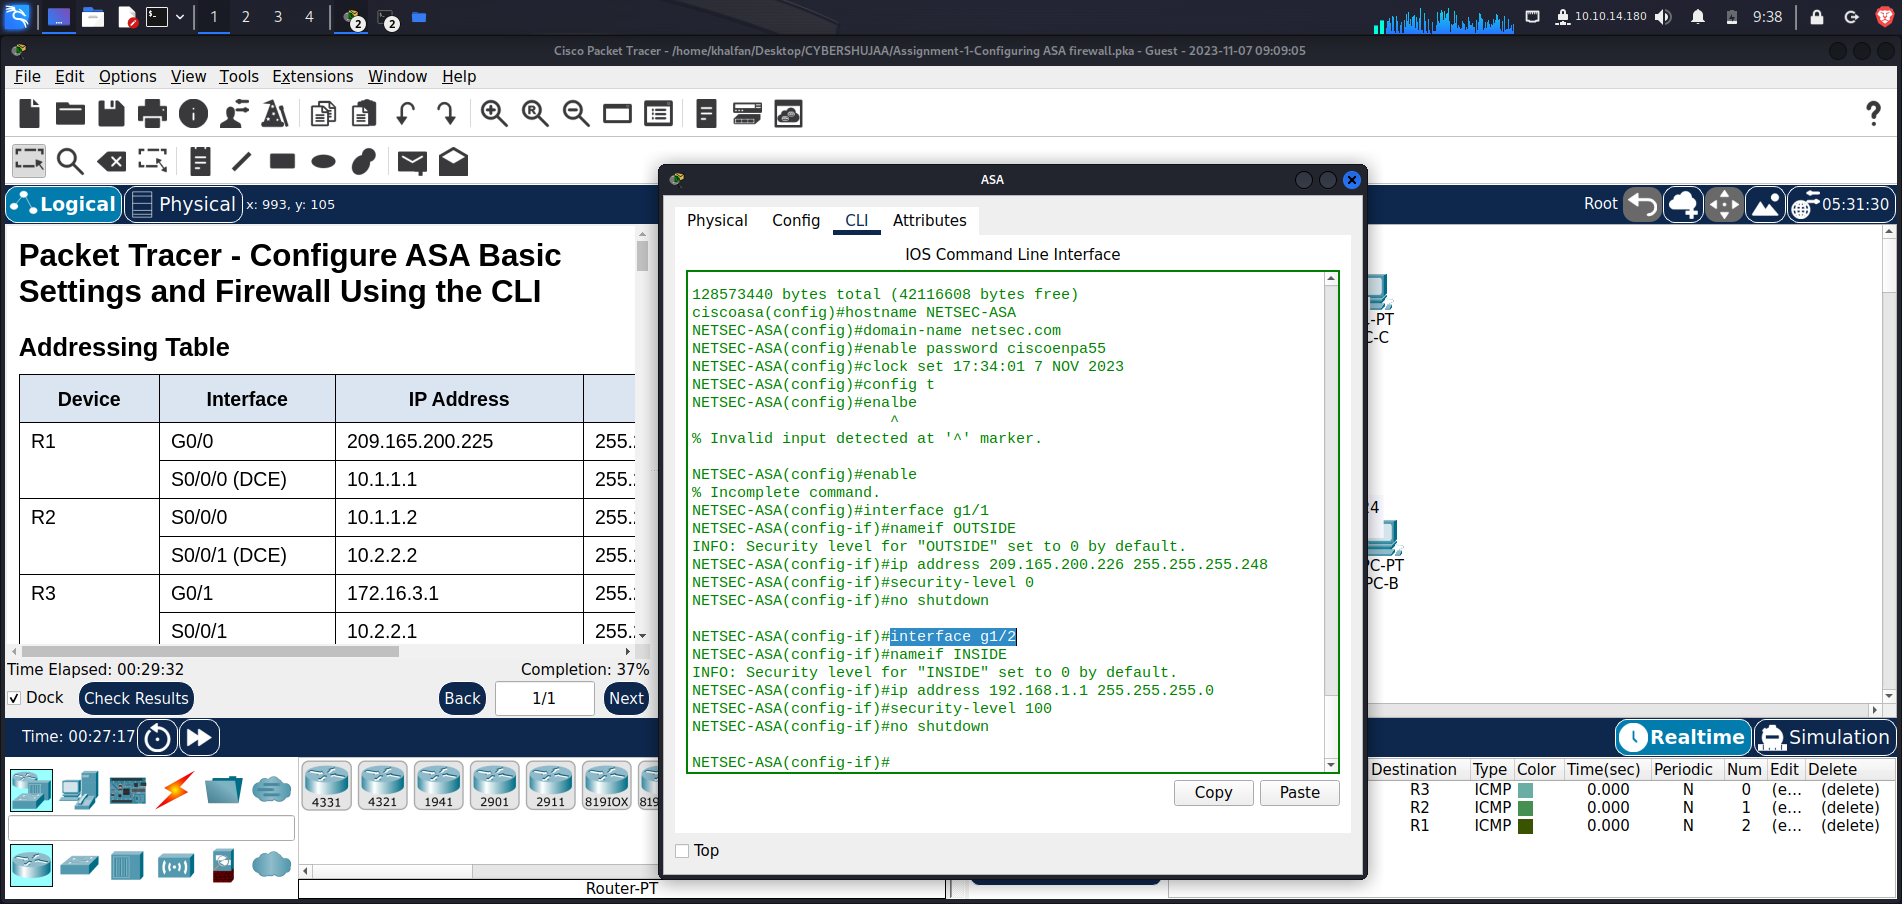 1 2 3 4 2 2 10.10.14.180 9:38
Cisco Packet Tracer - /home/khalfan/Desktop/CYBERSHUJAA/Assignment-1-Configuring ASA firewall.pka - Guest - 2023-11-07 09:09:05
File Edit Options View Tools Extensions Window Help
Logical Physical x: 993, y: 105
Root 05:31:30
Packet Tracer - Configure ASA Basic
Settings and Firewall Using the CLI
Addressing Table
Device Interface IP Address
R1 G0/0 209.165.200.225 255.
S0/0/0 (DCE) 10.1.1.1 255.
R2 S0/0/0 10.1.1.2 255.
S0/0/1 (DCE) 10.2.2.2 255.
R3 G0/1 172.16.3.1 255.
S0/0/1 10.2.2.1 255.
Time Elapsed: 00:29:32 Completion: 37%
Dock Check Results Back 1/1 Next
Time: 00:27:17
4331 4321 1941 2901 2911 819IOX 819
Router-PT
ASA
Physical Config CLI Attributes
IOS Command Line Interface
128573440 bytes total (42116608 bytes free)
ciscoasa(config)#hostname NETSEC-ASA
NETSEC-ASA(config)#domain-name netsec.com
NETSEC-ASA(config)#enable password ciscoenpa55
NETSEC-ASA(config)#clock set 17:34:01 7 NOV 2023
NETSEC-ASA(config)#config t
NETSEC-ASA(config)#enalbe
^
% Invalid input detected at '^' marker.
NETSEC-ASA(config)#enable
% Incomplete command.
NETSEC-ASA(config)#interface g1/1
NETSEC-ASA(config-if)#nameif OUTSIDE
INFO: Security level for "OUTSIDE" set to 0 by default.
NETSEC-ASA(config-if)#ip address 209.165.200.226 255.255.255.248
NETSEC-ASA(config-if)#security-level 0
NETSEC-ASA(config-if)#no shutdown
NETSEC-ASA(config-if)#interface g1/2
NETSEC-ASA(config-if)#nameif INSIDE
INFO: Security level for "INSIDE" set to 0 by default.
NETSEC-ASA(config-if)#ip address 192.168.1.1 255.255.255.0
NETSEC-ASA(config-if)#security-level 100
NETSEC-ASA(config-if)#no shutdown
NETSEC-ASA(config-if)#
Copy Paste
Top
-PT
C-C
4
PC-PT
PC-B
Realtime Simulation
Destination Type Color Time(sec) Periodic Num Edit Delete
R3 ICMP 0.000 N 0 (e... (delete)
R2 ICMP 0.000 N 1 (e... (delete)
R1 ICMP 0.000 N 2 (e... (delete)